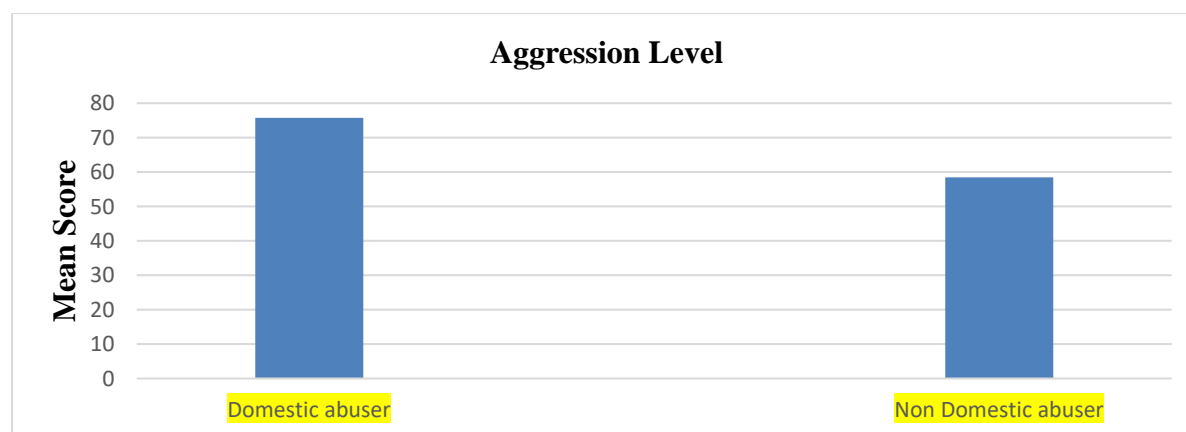 Aggression Level
Mean Score
80
70
60
50
40
30
20
10
0
Domestic abuser
Non Domestic abuser